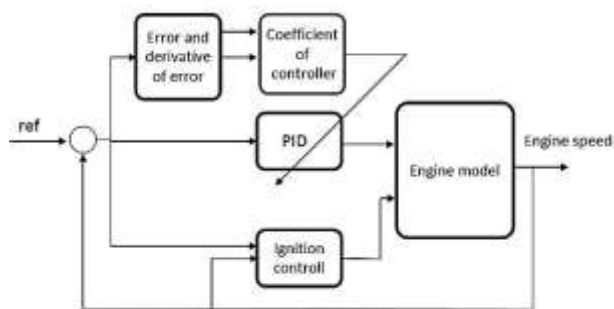 Error and
derivative
of error
Coefficient
of
controller
ref
PID
Engine model
Engine speed
Ignition
controll